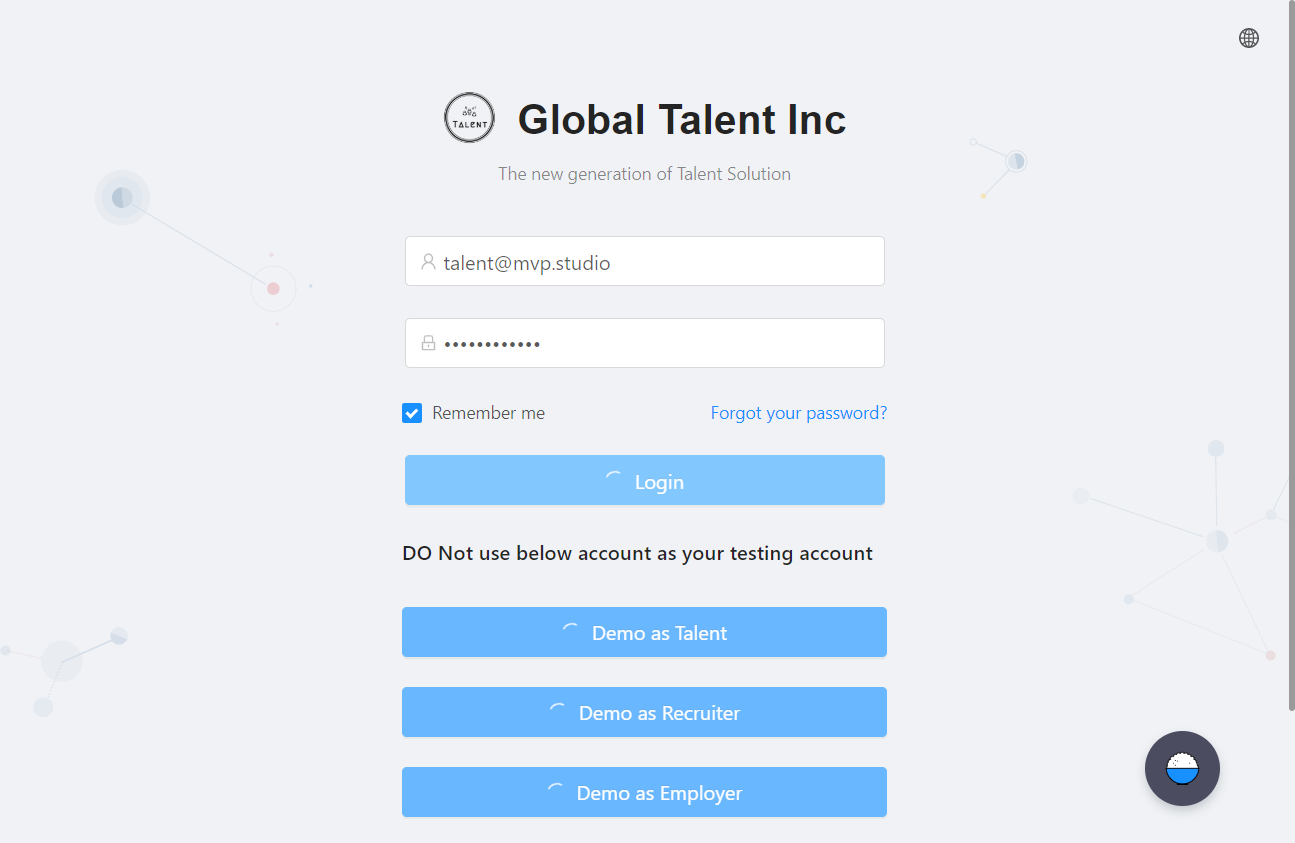 TALENT
Global Talent Inc
The new generation of Talent Solution
talent@mvp.studio
••••••••••••
Remember me
Forgot your password?
Login
DO Not use below account as your testing account
Demo as Talent
Demo as Recruiter
Demo as Employer